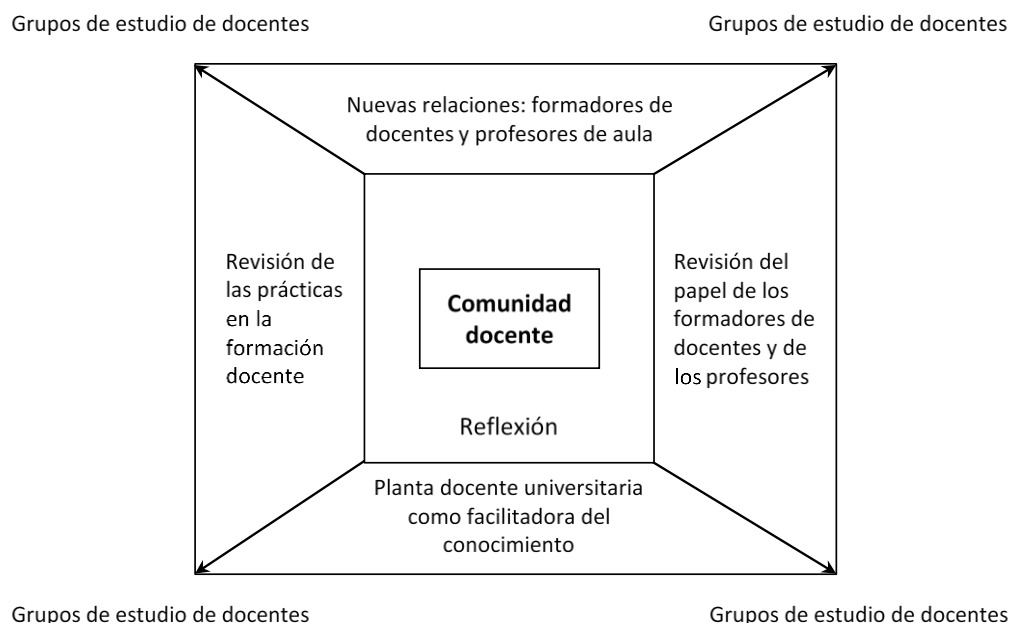 Grupos de estudio de docentes
Grupos de estudio de docentes
Nuevas relaciones: formadores de
docentes y profesores de aula
Revisión de
las prácticas
en la
formación
docente
Comunidad
docente
Reflexión
Revisión del
papel de los
formadores de
docentes y de
los profesores
Planta docente universitaria
como facilitadora del
conocimiento
Grupos de estudio de docentes
Grupos de estudio de docentes